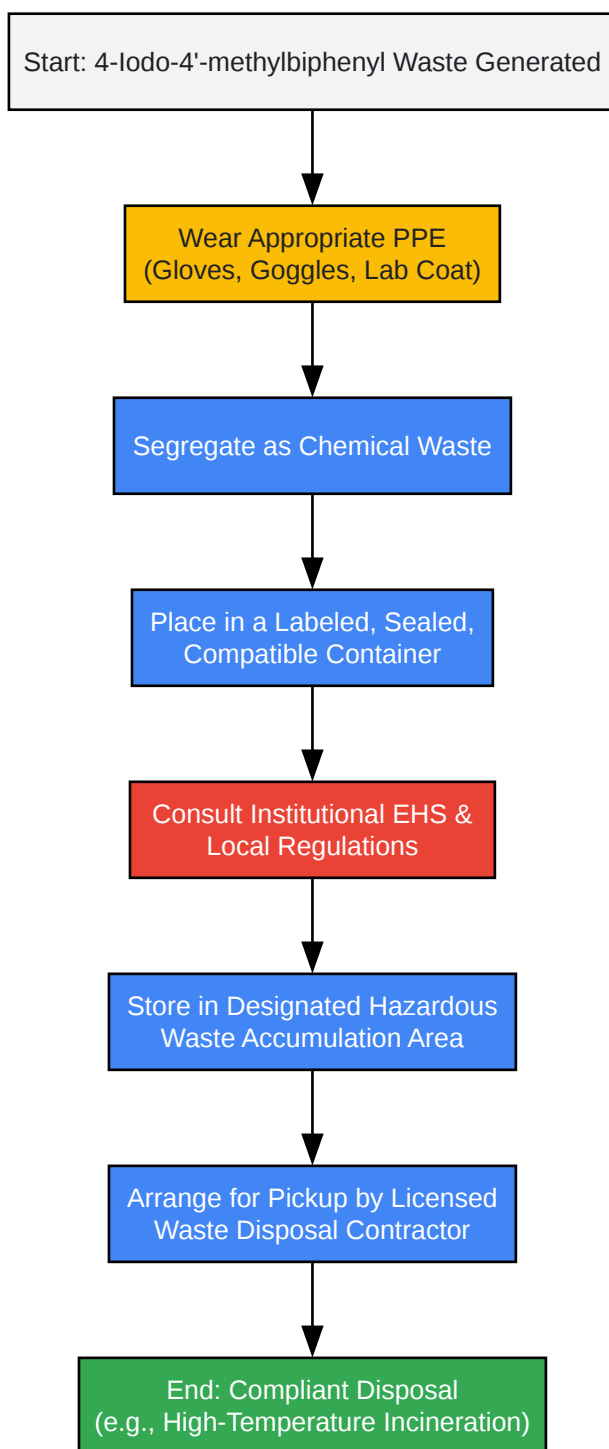 Start: 4-Iodo-4'-methylbiphenyl Waste Generated
Wear Appropriate PPE
(Gloves, Goggles, Lab Coat)
Segregate as Chemical Waste
Place in a Labeled, Sealed,
Compatible Container
Consult Institutional EHS &
Local Regulations
Store in Designated Hazardous
Waste Accumulation Area
Arrange for Pickup by Licensed
Waste Disposal Contractor
End: Compliant Disposal
(e.g., High-Temperature Incineration)